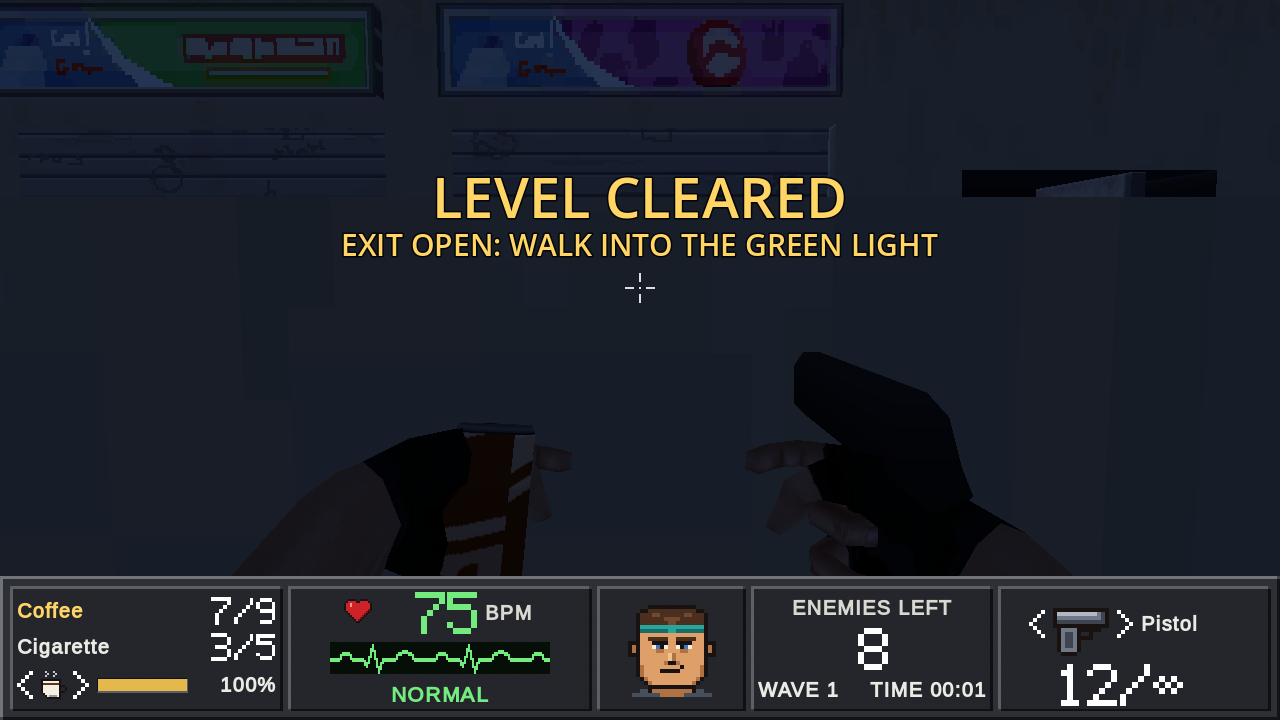 LEVEL CLEARED
EXIT OPEN: WALK INTO THE GREEN LIGHT
Coffee 7/9
Cigarette 3/5
100%
75 BPM
NORMAL
ENEMIES LEFT
8
WAVE 1 TIME 00:01
Pistol
12/∞